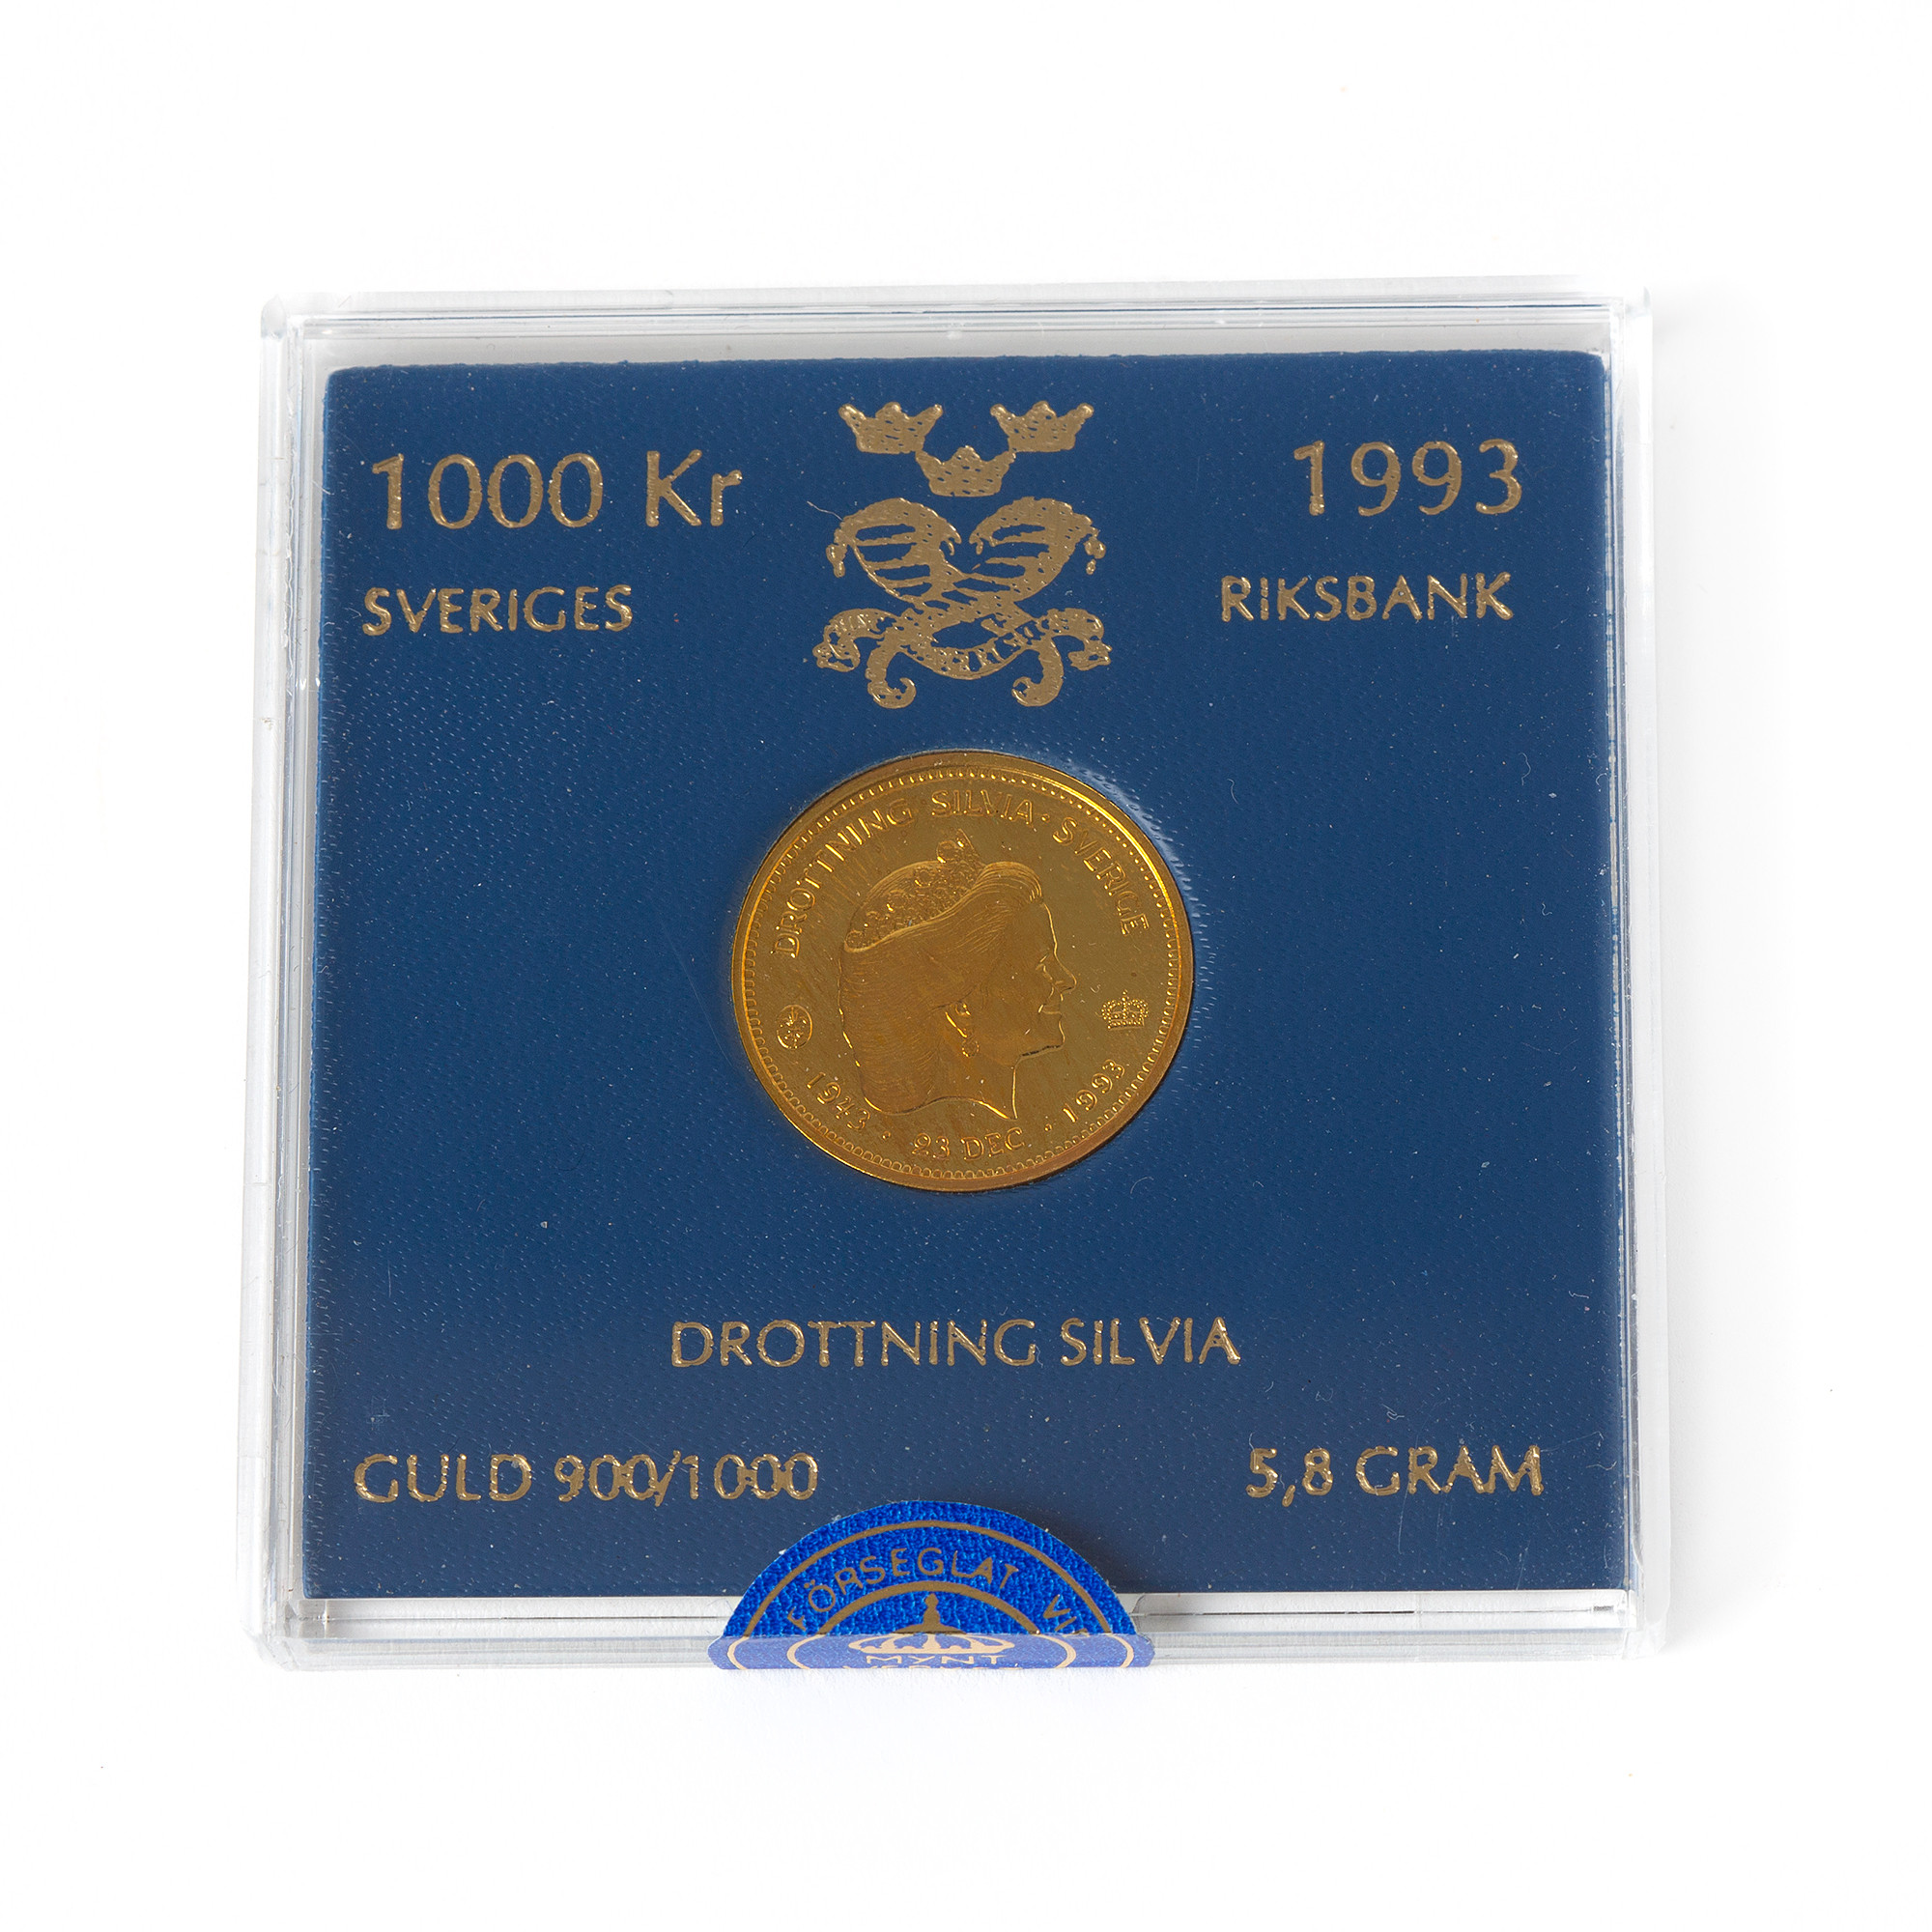 1000 Kr
1993
SVERIGES
RIKSBANK
DROTTNING SILVIA · SVERIGE
1943 · 23 DEC. · 1993
DROTTNING SILVIA
GULD 900/1000
5,8 GRAM
FÖRSEGLAT VID
MYNT